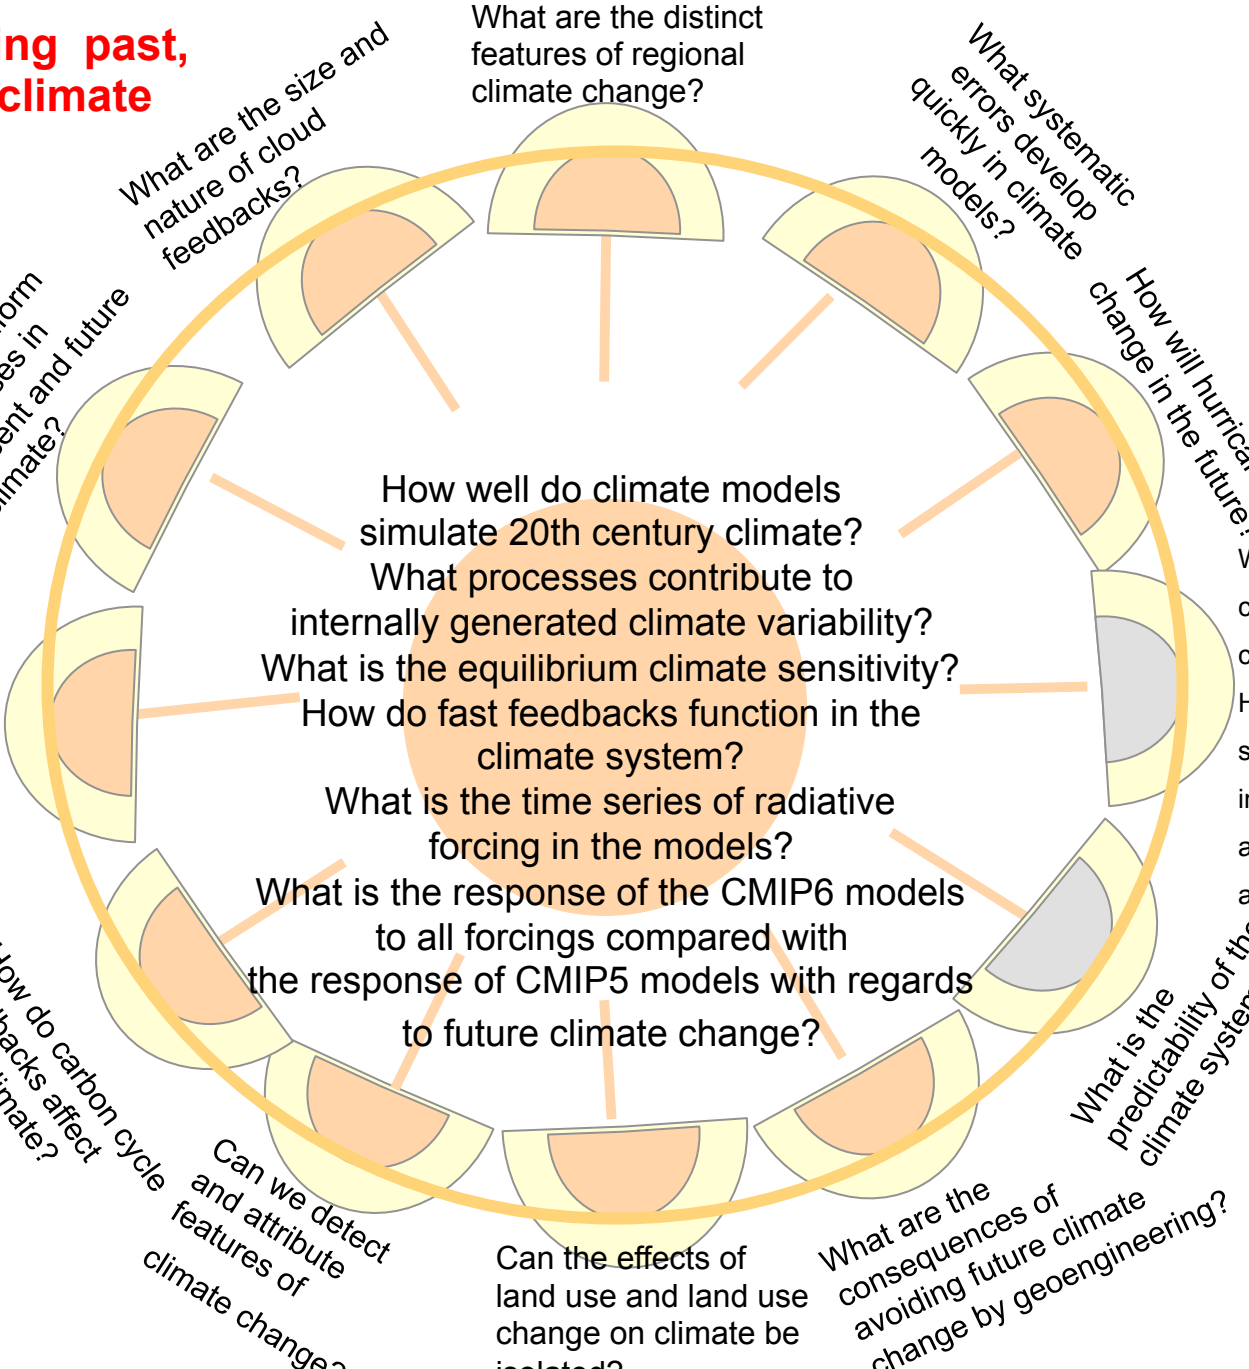 past,
climate
What are the size and
nature of cloud
feedbacks?
What are the distinct
features of regional
climate change?
What systematic
errors develop
quickly in climate
models?
How will
change in the future?
in
and future
How well do climate models
simulate 20th century climate?
What processes contribute to
internally generated climate variability?
What is the equilibrium climate sensitivity?
How do fast feedbacks function in the
climate system?
What is the time series of radiative
forcing in the models?
What is the response of the CMIP6 models
to all forcings compared with
the response of CMIP5 models with regards
to future climate change?
What is the
predictability of the
climate system
How do carbon cycle
affect
Can we detect
and attribute
features of
climate change?
Can the effects of
land use and land use
change on climate be
isolated?
What are the
consequences of
avoiding future climate
change by geoengineering?